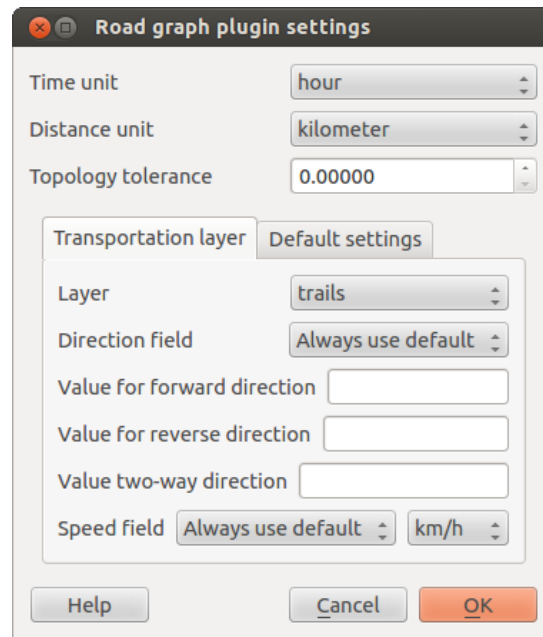 Road graph plugin settings
Time unit hour
Distance unit kilometer
Topology tolerance 0.00000
Transportation layer Default settings
Layer trails
Direction field Always use default
Value for forward direction
Value for reverse direction
Value two-way direction
Speed field Always use default km/h
Help Cancel OK